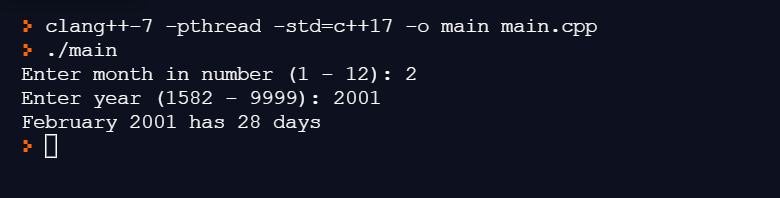 clang++-7 -pthread -std=c++17 -o main main.cpp
./main
Enter month in number (1 - 12): 2
Enter year (1582 - 9999): 2001
February 2001 has 28 days